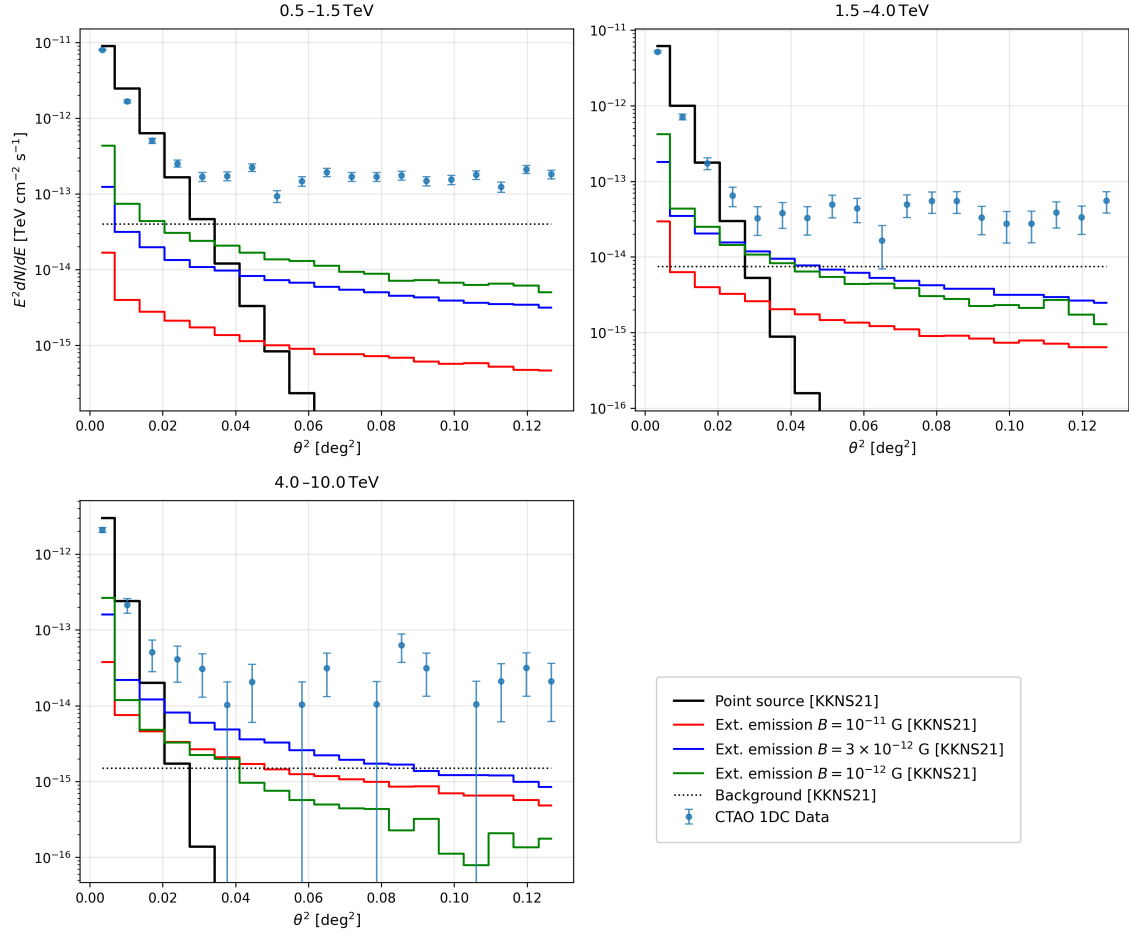 0.5–1.5 TeV
10⁻¹¹
10⁻¹²
10⁻¹³
10⁻¹⁴
10⁻¹⁵
E²dN/dE [TeV cm⁻² s⁻¹]
0.00 0.02 0.04 0.06 0.08 0.10 0.12
θ² [deg²]
1.5–4.0 TeV
10⁻¹¹
10⁻¹²
10⁻¹³
10⁻¹⁴
10⁻¹⁵
10⁻¹⁶
0.00 0.02 0.04 0.06 0.08 0.10 0.12
θ² [deg²]
4.0–10.0 TeV
10⁻¹²
10⁻¹³
10⁻¹⁴
10⁻¹⁵
10⁻¹⁶
0.00 0.02 0.04 0.06 0.08 0.10 0.12
θ² [deg²]
Point source [KKNS21]
Ext. emission B = 10⁻¹¹ G [KKNS21]
Ext. emission B = 3 × 10⁻¹² G [KKNS21]
Ext. emission B = 10⁻¹² G [KKNS21]
Background [KKNS21]
CTAO 1DC Data